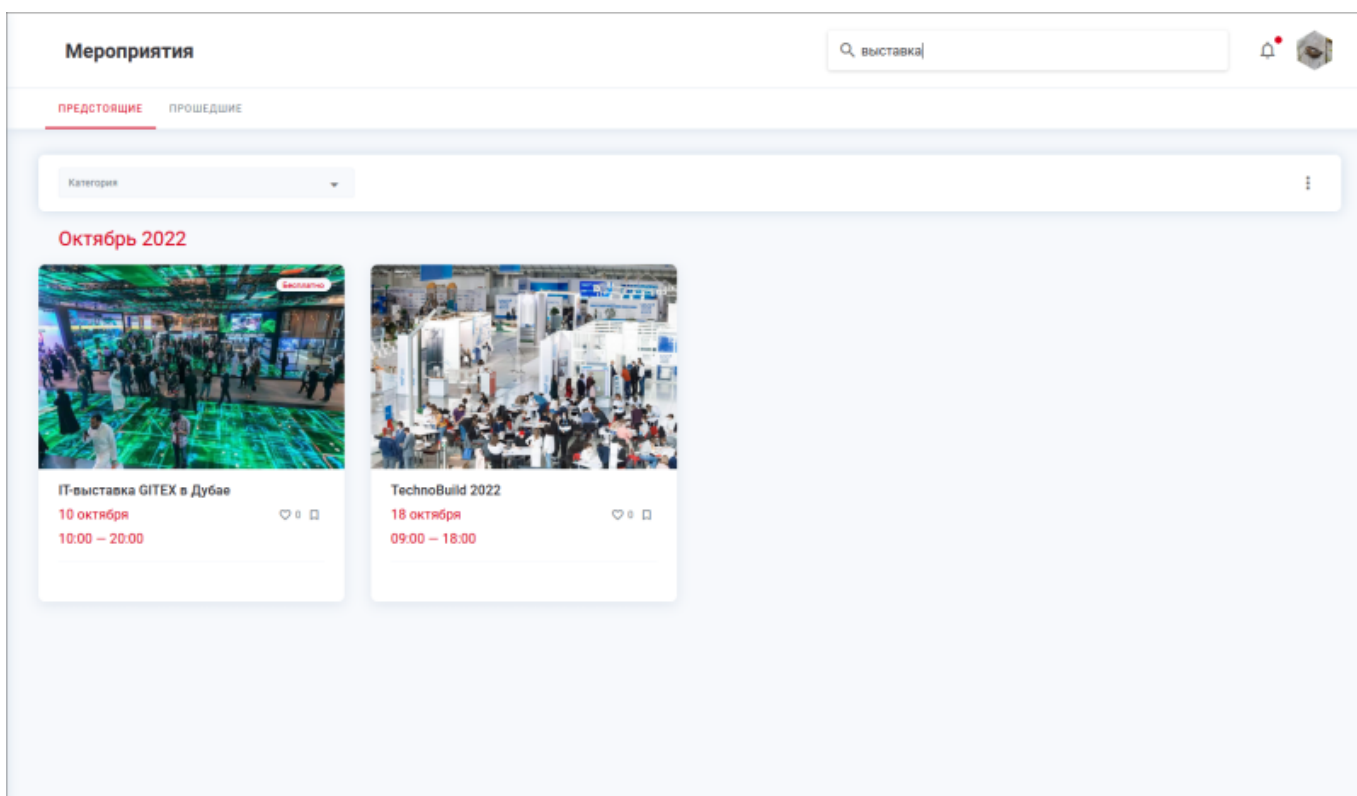 Мероприятия
выставка
ПРЕДСТОЯЩИЕ ПРОШЕДШИЕ
Категория
Октябрь 2022
Бесплатно
IT-выставка GITEX в Дубае
10 октября 0
10:00 — 20:00
TechnoBuild 2022
18 октября 0
09:00 — 18:00